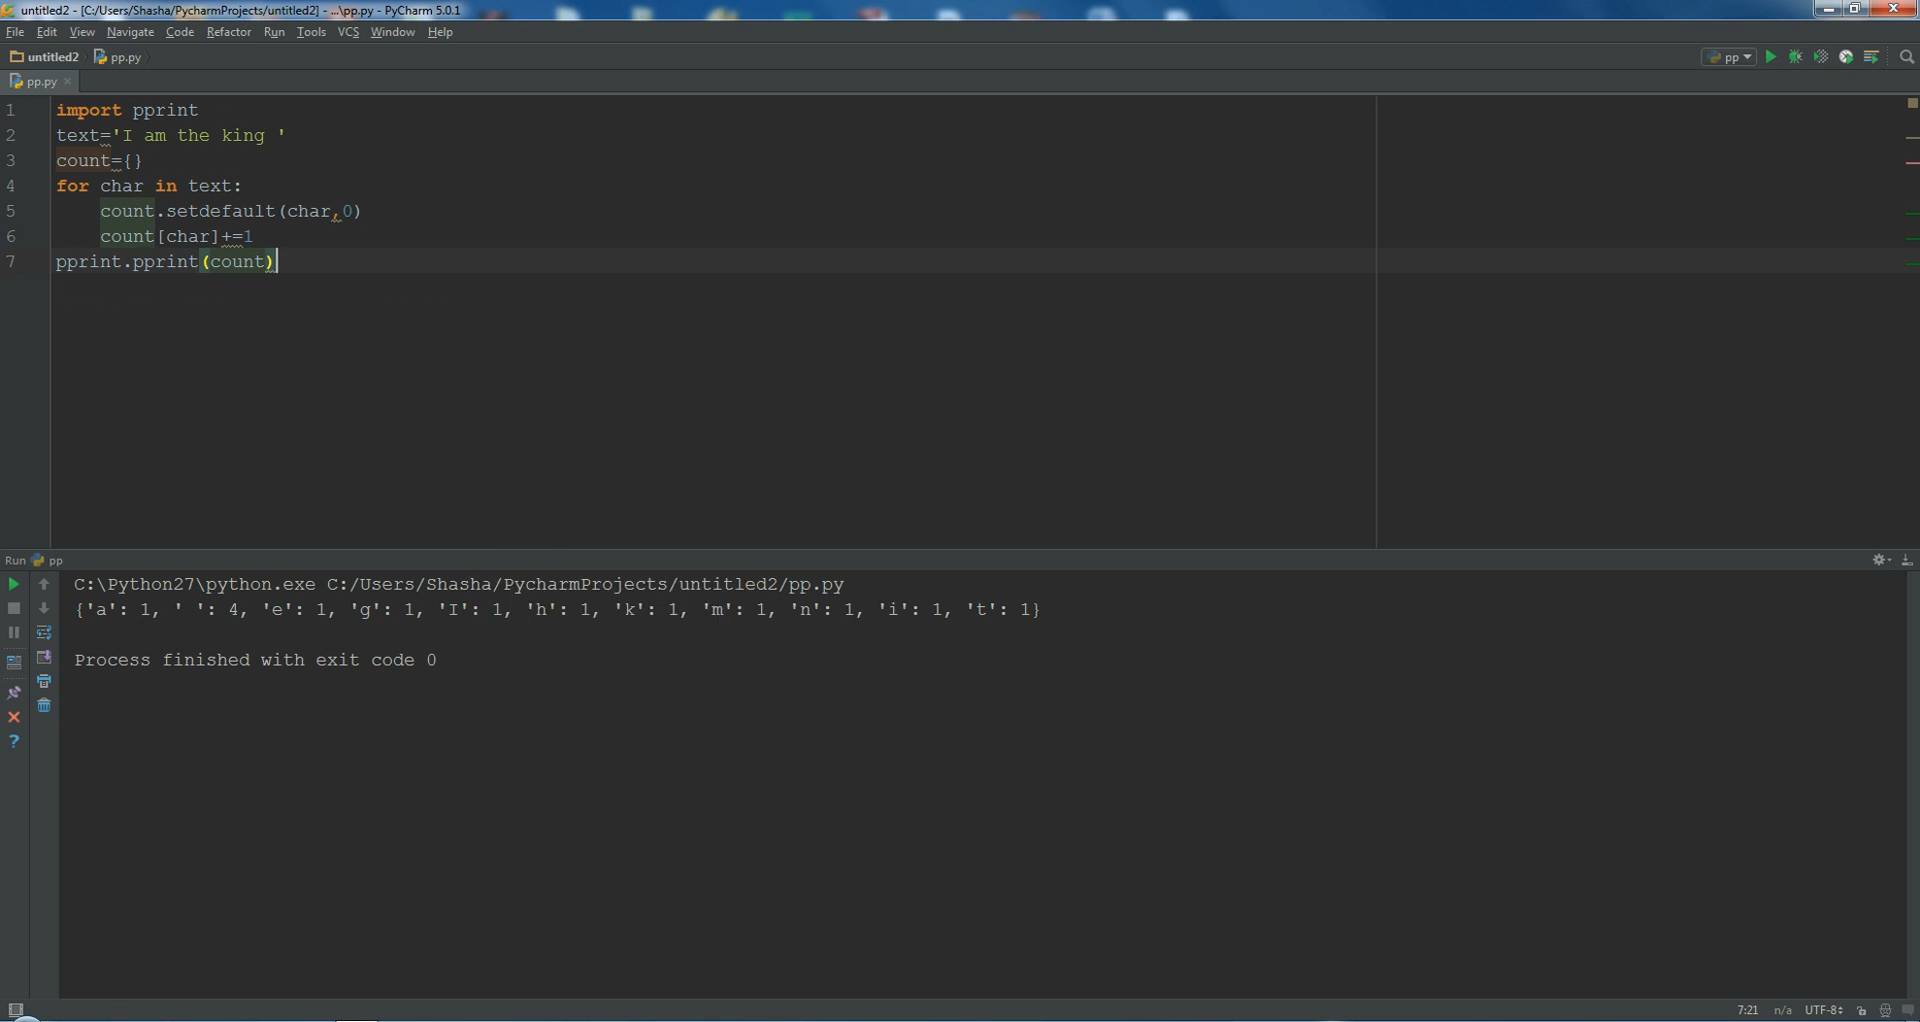 untitled2 - [C:/Users/Shasha/PycharmProjects/untitled2] - ...\pp.py - PyCharm 5.0.1
File Edit View Navigate Code Refactor Run Tools VCS Window Help
untitled2 pp.py pp
pp.py
1 import pprint
2 text='I am the king '
3 count={}
4 for char in text:
5 count.setdefault(char,0)
6 count[char]+=1
7 pprint.pprint(count)
Run pp
C:\Python27\python.exe C:/Users/Shasha/PycharmProjects/untitled2/pp.py
{'a': 1, ' ': 4, 'e': 1, 'g': 1, 'I': 1, 'h': 1, 'k': 1, 'm': 1, 'n': 1, 'i': 1, 't': 1}
Process finished with exit code 0
7:21 n/a UTF-8